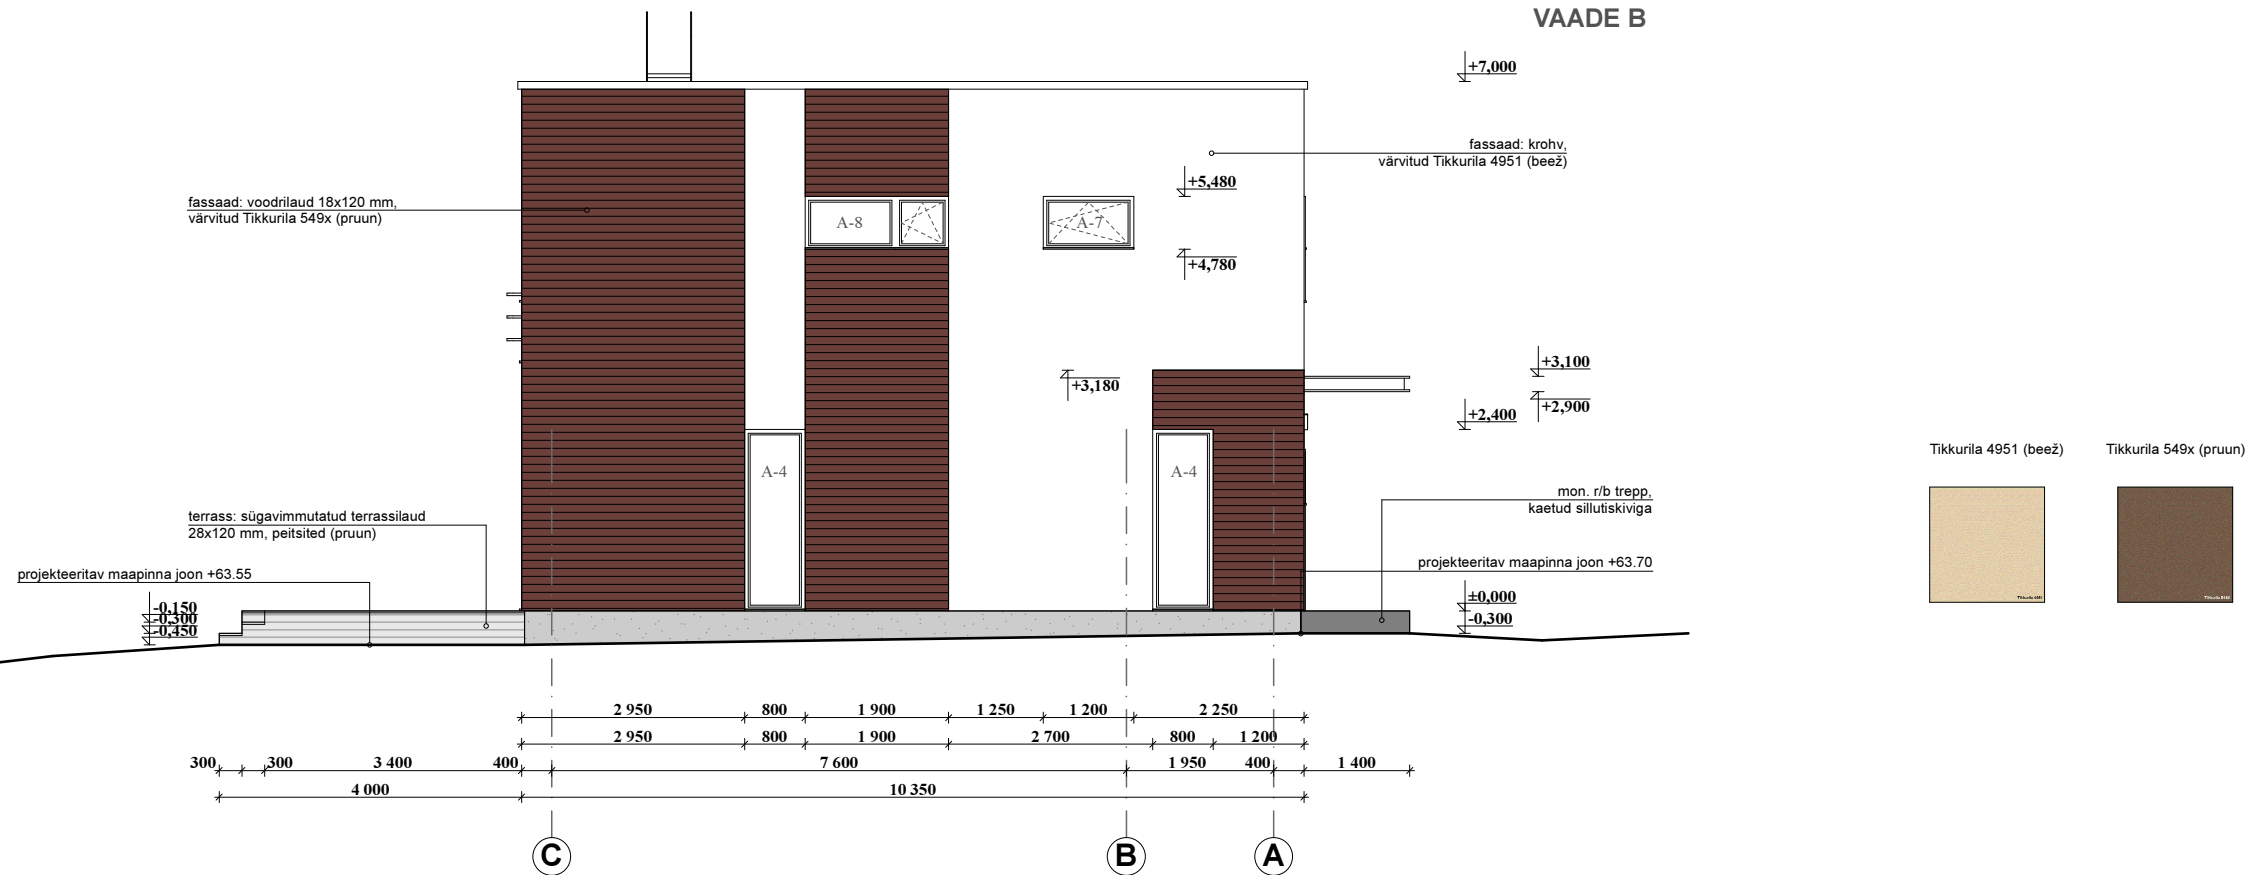 VAADE B
+7,000
fassaad: krohv,
värvitud Tikkurila 4951 (beež)
+5,480
fassaad: voodrilaud 18x120 mm,
värvitud Tikkurila 549x (pruun)
A-8
A-7
+4,780
+3,100
+3,180
+2,900
+2,400
Tikkurila 4951 (beež)
Tikkurila 549x (pruun)
A-4
A-4
mon. r/b trepp,
kaetud sillutiskiviga
terrass: sügavimmutatud terrassilaud
28x120 mm, peitsited (pruun)
projekteeritav maapinna joon +63.55
projekteeritav maapinna joon +63.70
-0,150
-0,300
-0,450
±0,000
-0,300
2 950 800 1 900 1 250 1 200 2 250
2 950 800 1 900 2 700 800 1 200
300 300 3 400 400 7 600 1 950 400 1 400
4 000 10 350
C B A